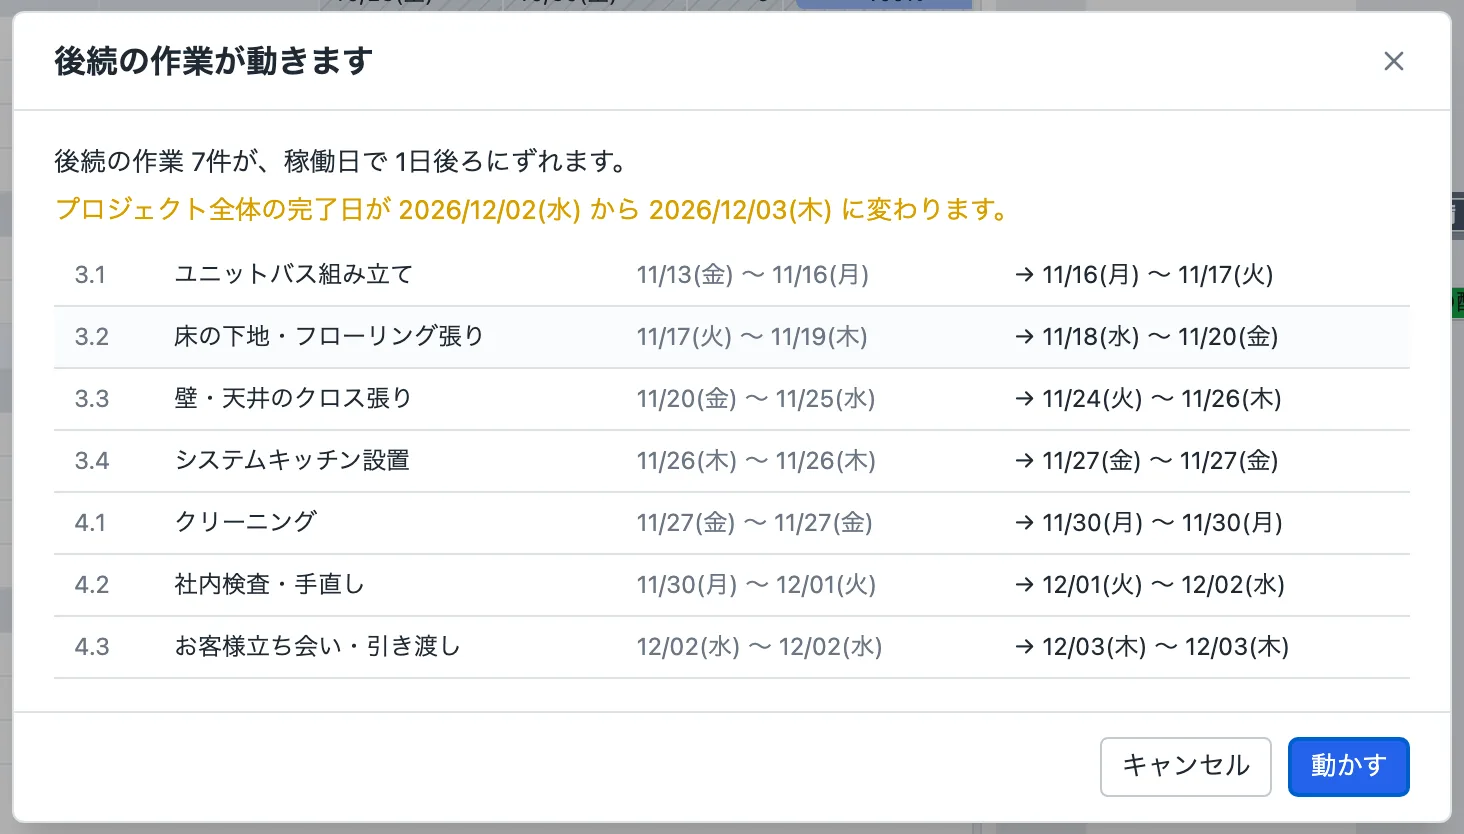 後続の作業が動きます
後続の作業 7件が、稼働日で 1日後ろにずれます。
プロジェクト全体の完了日が 2026/12/02(水) から 2026/12/03(木) に変わります。
3.1 ユニットバス組み立て 11/13(金) 〜 11/16(月) → 11/16(月) 〜 11/17(火)
3.2 床の下地・フローリング張り 11/17(火) 〜 11/19(木) → 11/18(水) 〜 11/20(金)
3.3 壁・天井のクロス張り 11/20(金) 〜 11/25(水) → 11/24(火) 〜 11/26(木)
3.4 システムキッチン設置 11/26(木) 〜 11/26(木) → 11/27(金) 〜 11/27(金)
4.1 クリーニング 11/27(金) 〜 11/27(金) → 11/30(月) 〜 11/30(月)
4.2 社内検査・手直し 11/30(月) 〜 12/01(火) → 12/01(火) 〜 12/02(水)
4.3 お客様立ち会い・引き渡し 12/02(水) 〜 12/02(水) → 12/03(木) 〜 12/03(木)
キャンセル 動かす